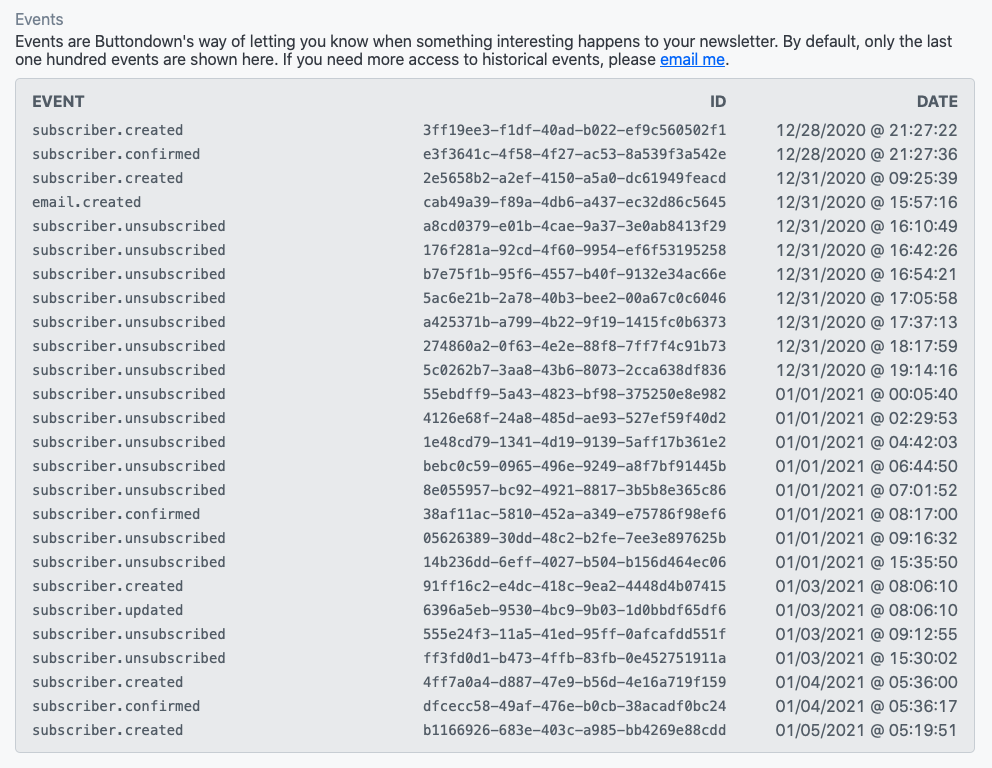 Events
Events are Buttondown's way of letting you know when something interesting happens to your newsletter. By default, only the last
one hundred events are shown here. If you need more access to historical events, please email me.
EVENT ID DATE
subscriber.created 3ff19ee3-f1df-40ad-b022-ef9c560502f1 12/28/2020 @ 21:27:22
subscriber.confirmed e3f3641c-4f58-4f27-ac53-8a539f3a542e 12/28/2020 @ 21:27:36
subscriber.created 2e5658b2-a2ef-4150-a5a0-dc61949feacd 12/31/2020 @ 09:25:39
email.created cab49a39-f89a-4db6-a437-ec32d86c5645 12/31/2020 @ 15:57:16
subscriber.unsubscribed a8cd0379-e01b-4cae-9a37-3e0ab8413f29 12/31/2020 @ 16:10:49
subscriber.unsubscribed 176f281a-92cd-4f60-9954-ef6f53195258 12/31/2020 @ 16:42:26
subscriber.unsubscribed b7e75f1b-95f6-4557-b40f-9132e34ac66e 12/31/2020 @ 16:54:21
subscriber.unsubscribed 5ac6e21b-2a78-40b3-bee2-00a67c0c6046 12/31/2020 @ 17:05:58
subscriber.unsubscribed a425371b-a799-4b22-9f19-1415fc0b6373 12/31/2020 @ 17:37:13
subscriber.unsubscribed 274860a2-0f63-4e2e-88f8-7ff7f4c91b73 12/31/2020 @ 18:17:59
subscriber.unsubscribed 5c0262b7-3aa8-43b6-8073-2cca638df836 12/31/2020 @ 19:14:16
subscriber.unsubscribed 55ebdff9-5a43-4823-bf98-375250e8e982 01/01/2021 @ 00:05:40
subscriber.unsubscribed 4126e68f-24a8-485d-ae93-527ef59f40d2 01/01/2021 @ 02:29:53
subscriber.unsubscribed 1e48cd79-1341-4d19-9139-5aff17b361e2 01/01/2021 @ 04:42:03
subscriber.unsubscribed bebc0c59-0965-496e-9249-a8f7bf91445b 01/01/2021 @ 06:44:50
subscriber.unsubscribed 8e055957-bc92-4921-8817-3b5b8e365c86 01/01/2021 @ 07:01:52
subscriber.confirmed 38af11ac-5810-452a-a349-e75786f98ef6 01/01/2021 @ 08:17:00
subscriber.unsubscribed 05626389-30dd-48c2-b2fe-7ee3e897625b 01/01/2021 @ 09:16:32
subscriber.unsubscribed 14b236dd-6eff-4027-b504-b156d464ec06 01/01/2021 @ 15:35:50
subscriber.created 91ff16c2-e4dc-418c-9ea2-4448d4b07415 01/03/2021 @ 08:06:10
subscriber.updated 6396a5eb-9530-4bc9-9b03-1d0bbdf65df6 01/03/2021 @ 08:06:10
subscriber.unsubscribed 555e24f3-11a5-41ed-95ff-0afcafdd551f 01/03/2021 @ 09:12:55
subscriber.unsubscribed ff3fd0d1-b473-4ffb-83fb-0e452751911a 01/03/2021 @ 15:30:02
subscriber.created 4ff7a0a4-d887-47e9-b56d-4e16a719f159 01/04/2021 @ 05:36:00
subscriber.confirmed dfcecc58-49af-476e-b0cb-38acadf0bc24 01/04/2021 @ 05:36:17
subscriber.created b1166926-683e-403c-a985-bb4269e88cdd 01/05/2021 @ 05:19:51